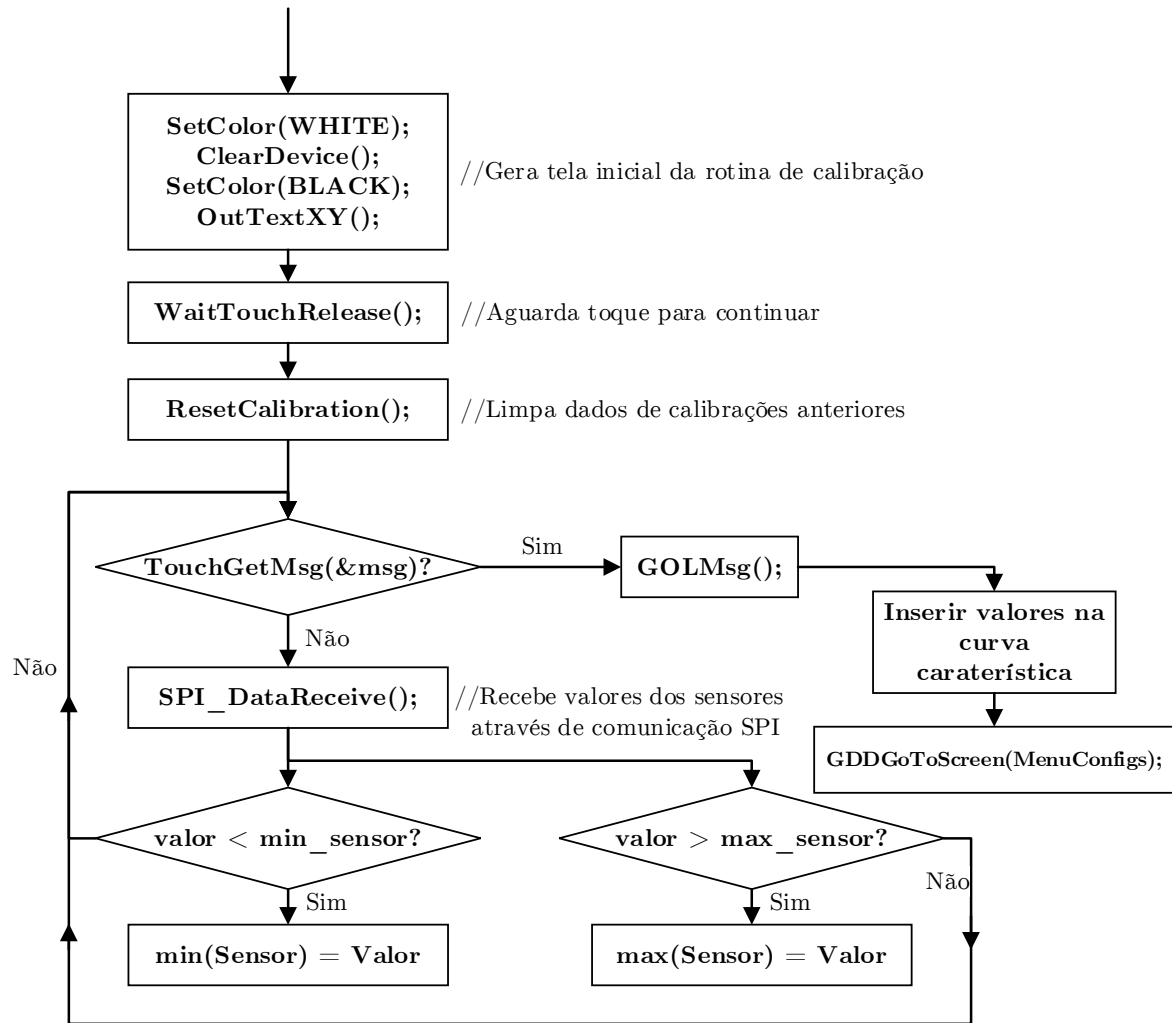 SetColor(WHITE);
ClearDevice();
SetColor(BLACK);
OutTextXY();
//Gera tela inicial da rotina de calibração
WaitTouchRelease();
//Aguarda toque para continuar
ResetCalibration();
//Limpa dados de calibrações anteriores
TouchGetMsg(&msg)?
Sim
GOLMsg();
Inserir valores na
curva
caraterística
GDDGoToScreen(MenuConfigs);
Não
Não
SPI_DataReceive();
//Recebe valores dos sensores
através de comunicação SPI
valor < min_sensor?
valor > max_sensor?
Não
Sim
Sim
min(Sensor) = Valor
max(Sensor) = Valor